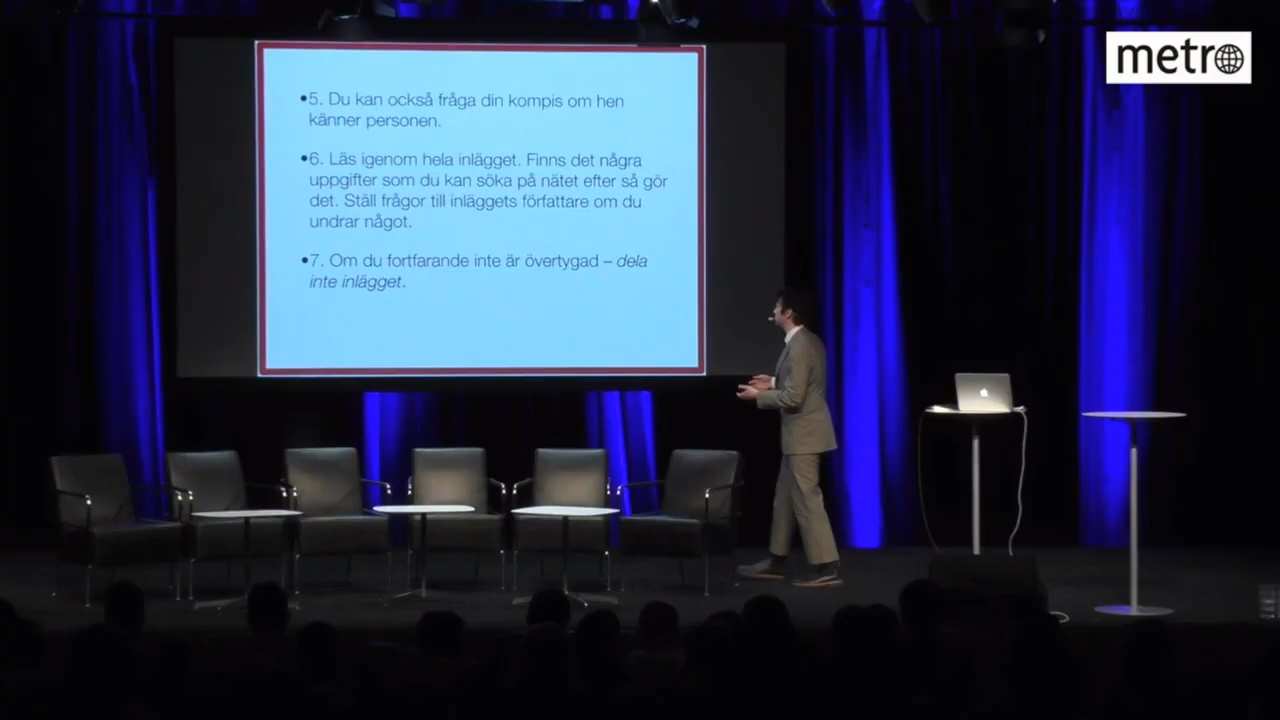 metro
•5. Du kan också fråga din kompis om hen
känner personen.
•6. Läs igenom hela inlägget. Finns det några
uppgifter som du kan söka på nätet efter så gör
det. Ställ frågor till inläggets författare om du
undrar något.
•7. Om du fortfarande inte är övertygad – dela
inte inlägget.